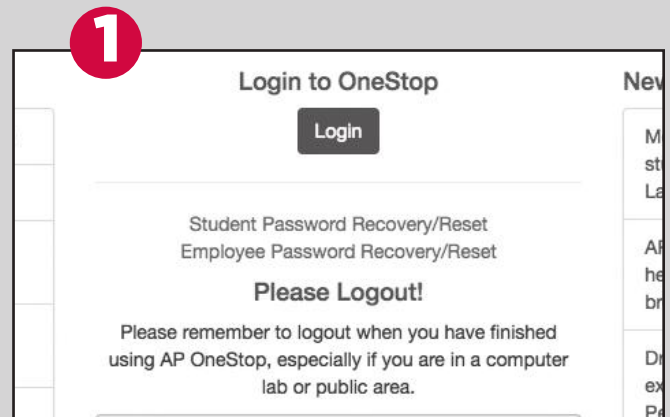 1
Login to OneStop
Login
Student Password Recovery/Reset
Employee Password Recovery/Reset
Please Logout!
Please remember to logout when you have finished
using AP OneStop, especially if you are in a computer
lab or public area.